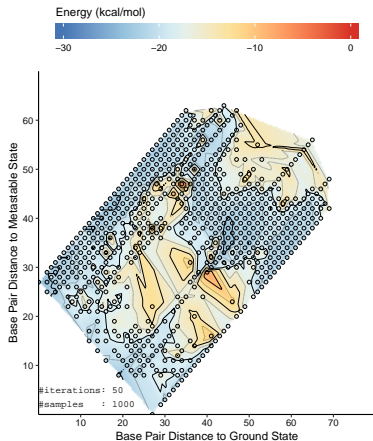 Energy (kcal/mol)
−30 −20 −10 0
Base Pair Distance to Metastable State
60
50
40
30
20
10
#iterations: 50
#samples : 1000
10 20 30 40 50 60 70
Base Pair Distance to Ground State